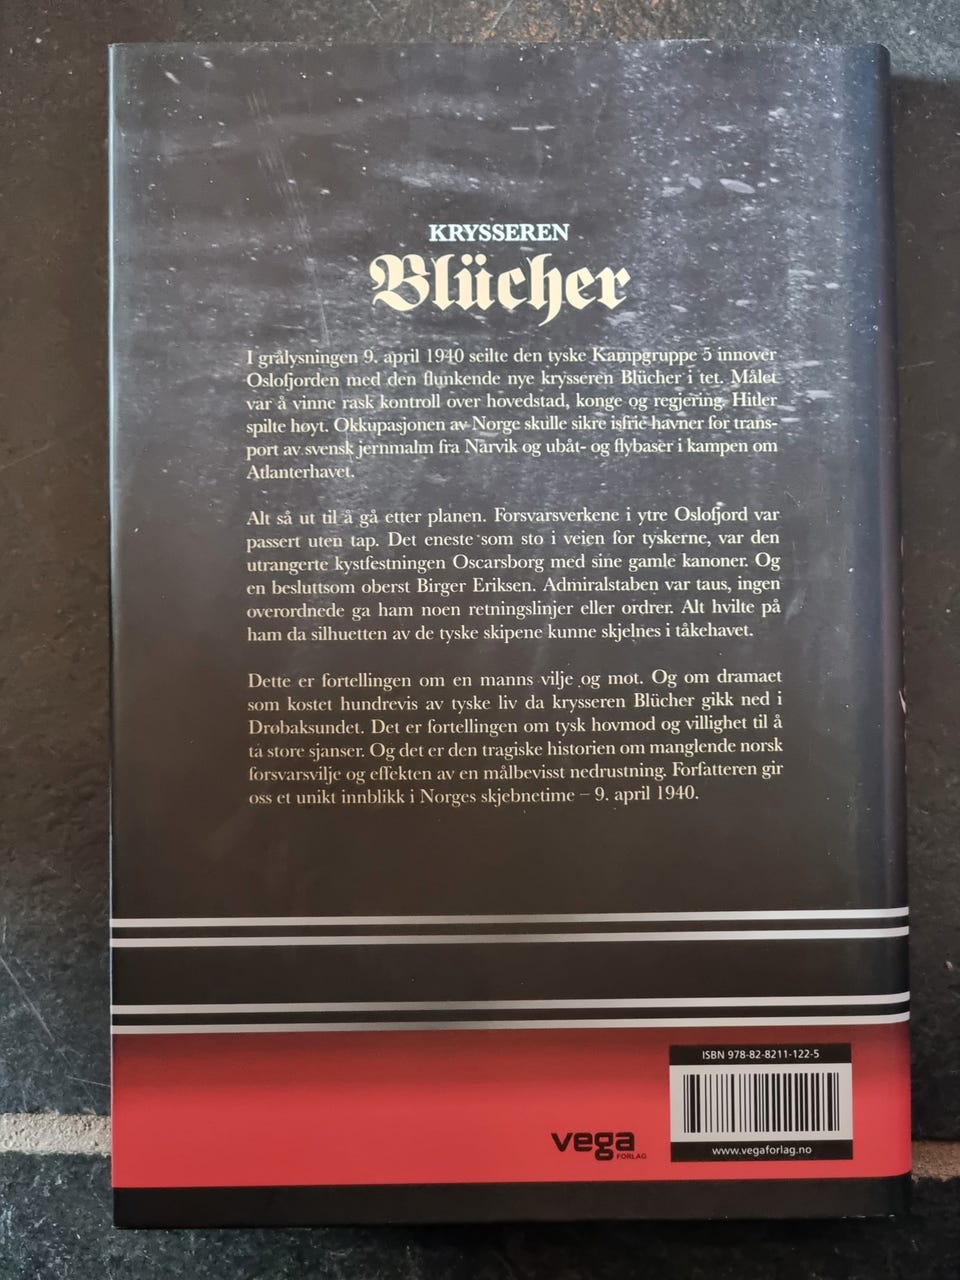 KRYSSEREN
Blücher
I grålysningen 9. april 1940 seilte den tyske Kampgruppe 5 innover
Oslofjorden med den flunkende nye krysseren Blücher i tet. Målet
var å vinne rask kontroll over hovedstad, konge og regjering. Hitler
spilte høyt. Okkupasjonen av Norge skulle sikre isfrie havner for trans-
port av svensk jernmalm fra Narvik og ubåt- og flybaser i kampen om
Atlanterhavet.
Alt så ut til å gå etter planen. Forsvarsverkene i ytre Oslofjord var
passert uten tap. Det eneste som sto i veien for tyskerne, var den
utrangerte kystfestningen Oscarsborg med sine gamle kanoner. Og
en besluttsom oberst Birger Eriksen. Admiralstaben var taus, ingen
overordnede ga ham noen retningslinjer eller ordrer. Alt hvilte på
ham da silhuetten av de tyske skipene kunne skjelnes i tåkehavet.
Dette er fortellingen om en manns vilje og mot. Og om dramaet
som kostet hundrevis av tyske liv da krysseren Blücher gikk ned i
Drøbaksundet. Det er fortellingen om tysk hovmod og villighet til å
ta store sjanser. Og det er den tragiske historien om manglende norsk
forsvarsvilje og effekten av en målbevisst nedrustning. Forfatteren gir
oss et unikt innblikk i Norges skjebnetime – 9. april 1940.
ISBN 978-82-8211-122-5
vega
FORLAG
www.vegaforlag.no